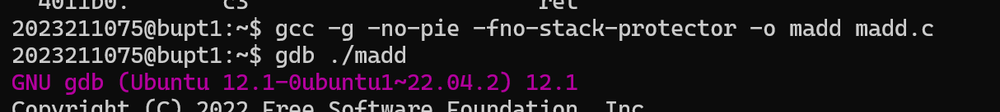 4011b0: c3 ret
2023211075@bupt1:~$ gcc -g -no-pie -fno-stack-protector -o madd madd.c
2023211075@bupt1:~$ gdb ./madd
GNU gdb (Ubuntu 12.1-0ubuntu1~22.04.2) 12.1
Copyright (C) 2022 Free Software Foundation, Inc